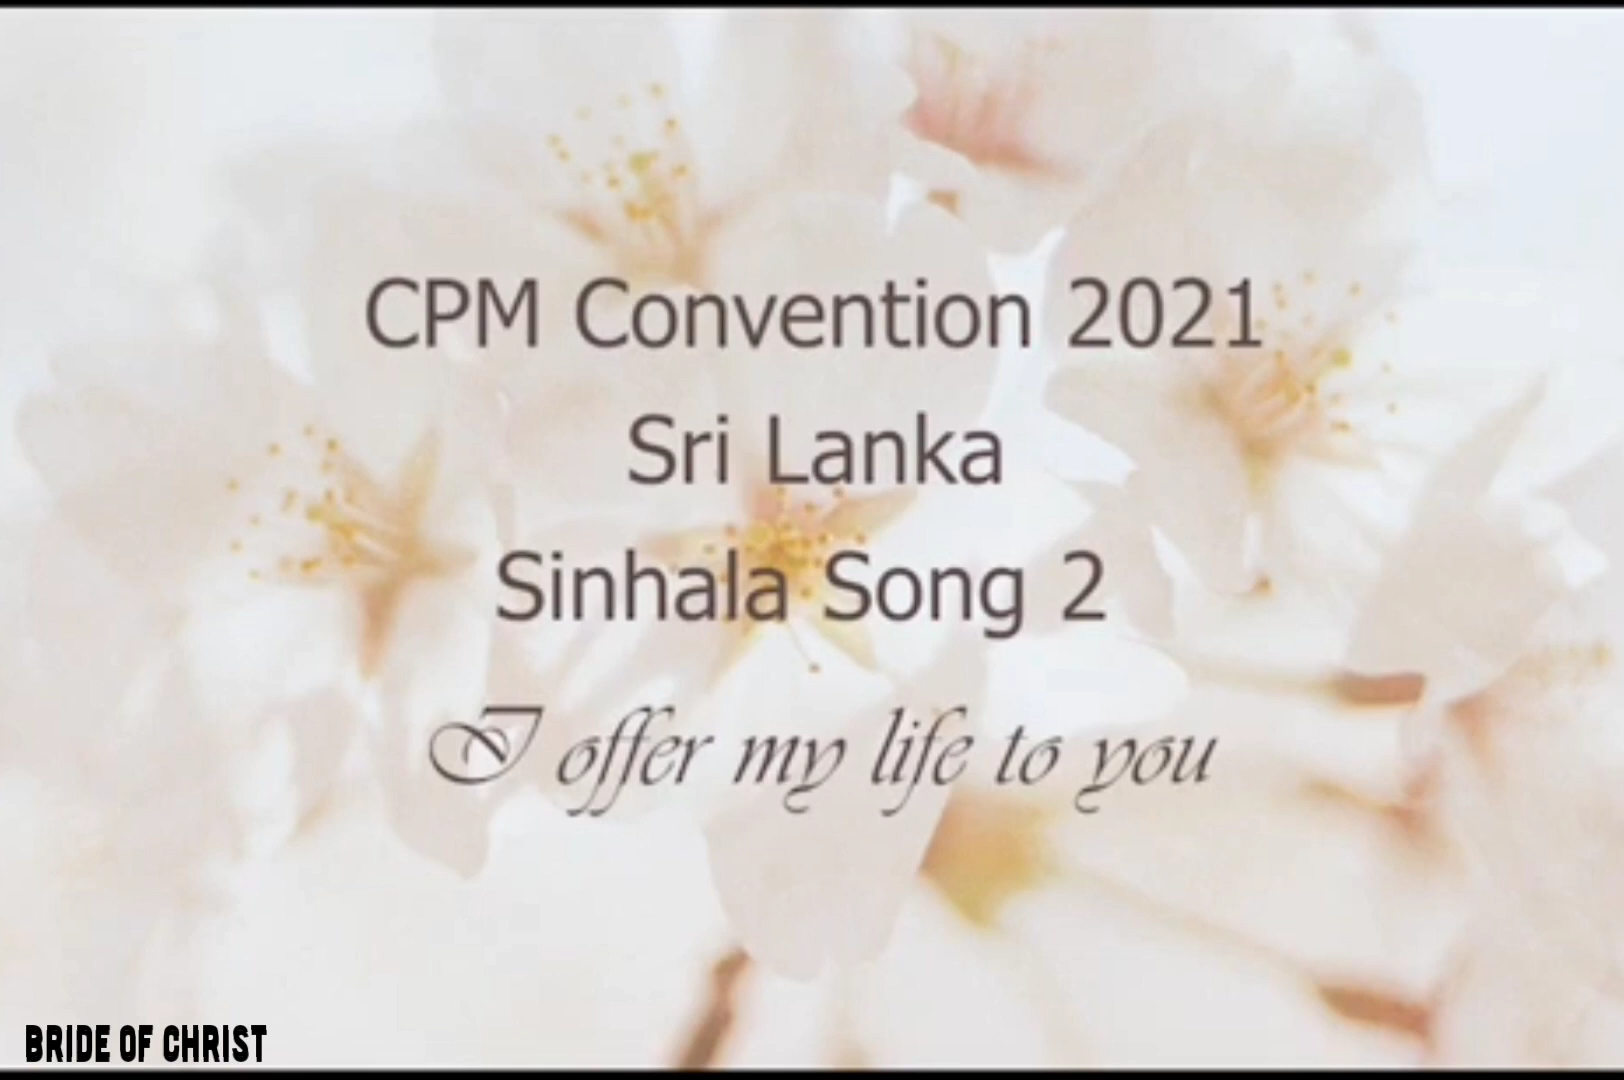 CPM Convention 2021
Sri Lanka
Sinhala Song 2
I offer my life to you
BRIDE OF CHRIST